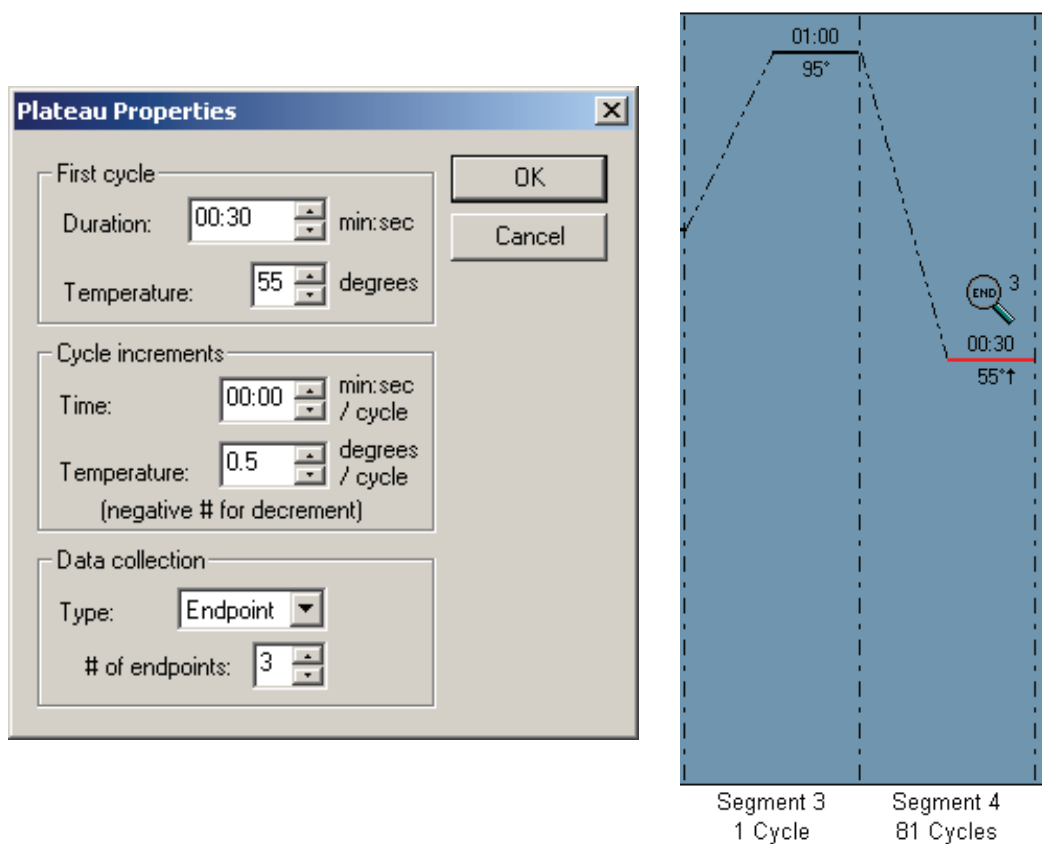 Plateau Properties
First cycle
Duration: 00:30 min:sec
Temperature: 55 degrees
OK
Cancel
Cycle increments
Time: 00:00 min:sec
/ cycle
Temperature: 0.5 degrees
/ cycle
(negative # for decrement)
Data collection
Type: Endpoint
# of endpoints: 3
01:00
95°
END 3
00:30
55°↑
Segment 3
1 Cycle
Segment 4
81 Cycles